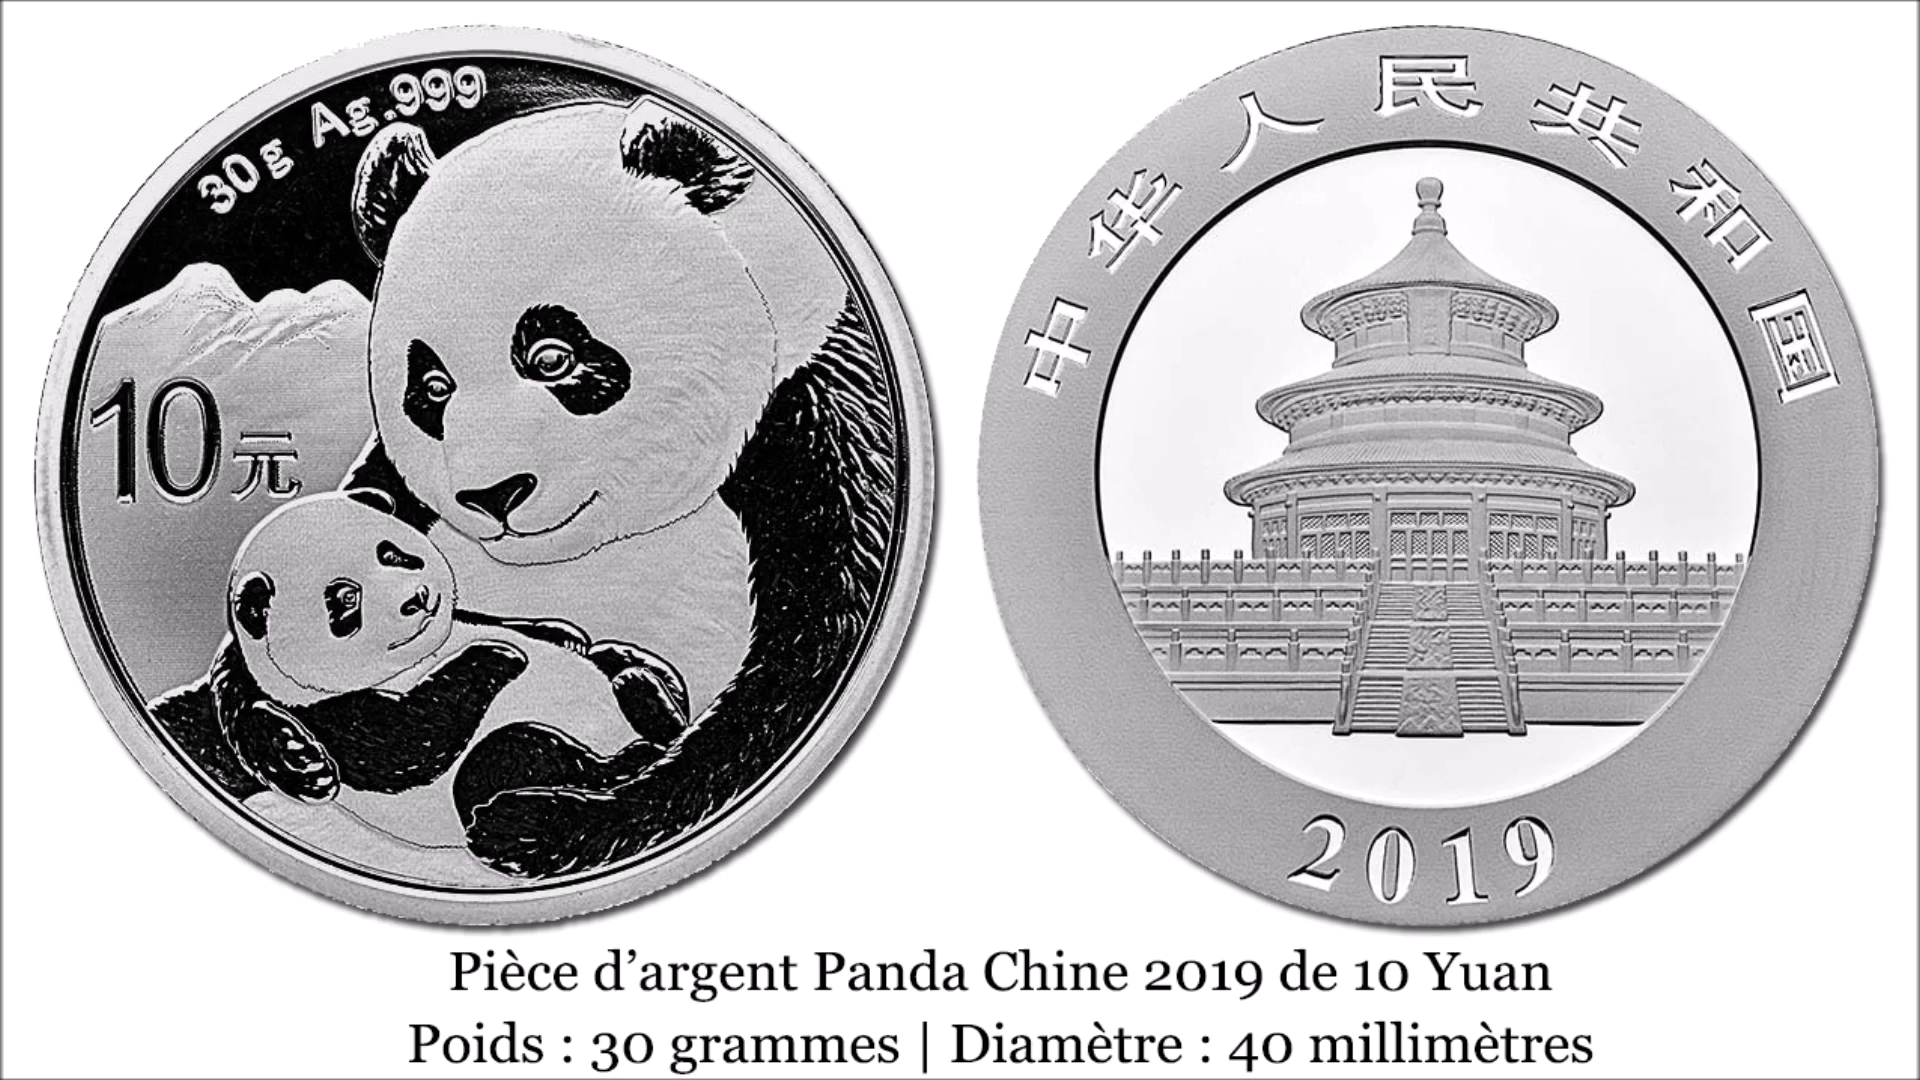 30g Ag.999
10元
中华人民共和国
2019
Pièce d’argent Panda Chine 2019 de 10 Yuan
Poids : 30 grammes | Diamètre : 40 millimètres